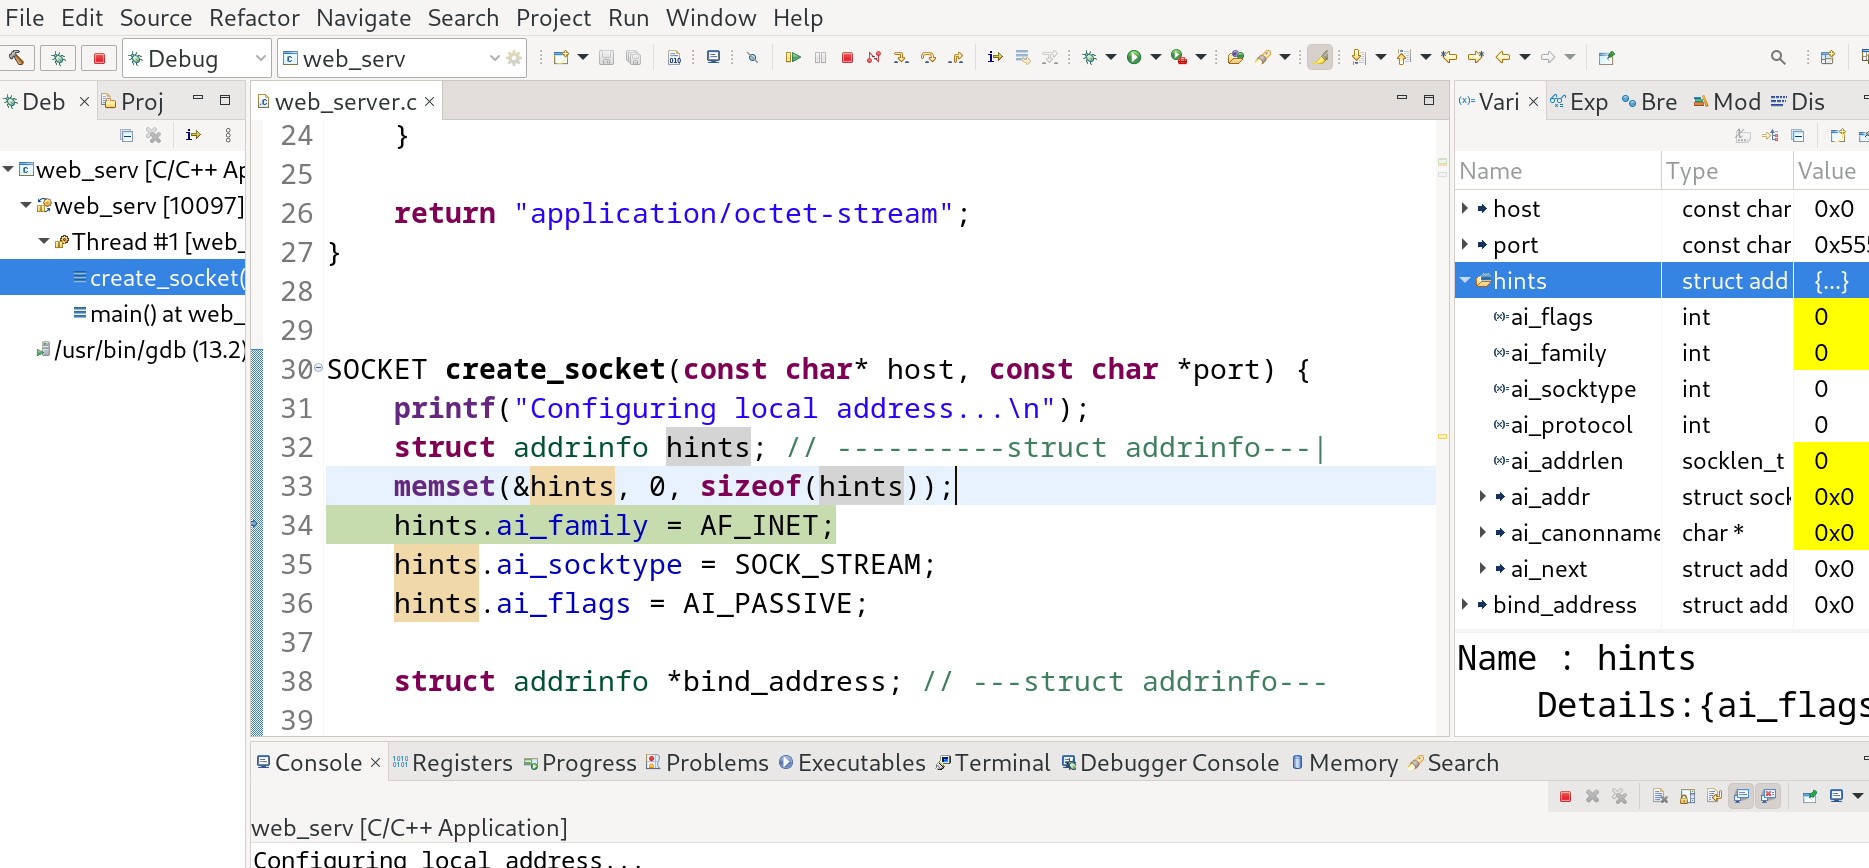 File Edit Source Refactor Navigate Search Project Run Window Help
Debug
web_serv
Deb
Proj
web_serv [C/C++ Ap
web_serv [10097]
Thread #1 [web_
create_socket(
main() at web_
/usr/bin/gdb (13.2)
web_server.c
24 }
25
26 return "application/octet-stream";
27 }
28
29
30 SOCKET create_socket(const char* host, const char *port) {
31 printf("Configuring local address...\n");
32 struct addrinfo hints; // ----------struct addrinfo---|
33 memset(&hints, 0, sizeof(hints));
34 hints.ai_family = AF_INET;
35 hints.ai_socktype = SOCK_STREAM;
36 hints.ai_flags = AI_PASSIVE;
37
38 struct addrinfo *bind_address; // ---struct addrinfo---
39
Vari Exp Bre Mod Dis
Name Type Value
host const char 0x0
port const char 0x55
hints struct add {...}
ai_flags int 0
ai_family int 0
ai_socktype int 0
ai_protocol int 0
ai_addrlen socklen_t 0
ai_addr struct sock 0x0
ai_canonname char * 0x0
ai_next struct add 0x0
bind_address struct add 0x0
Name : hints
Details:{ai_flags
Console Registers Progress Problems Executables Terminal Debugger Console Memory Search
web_serv [C/C++ Application]
Configuring local address...